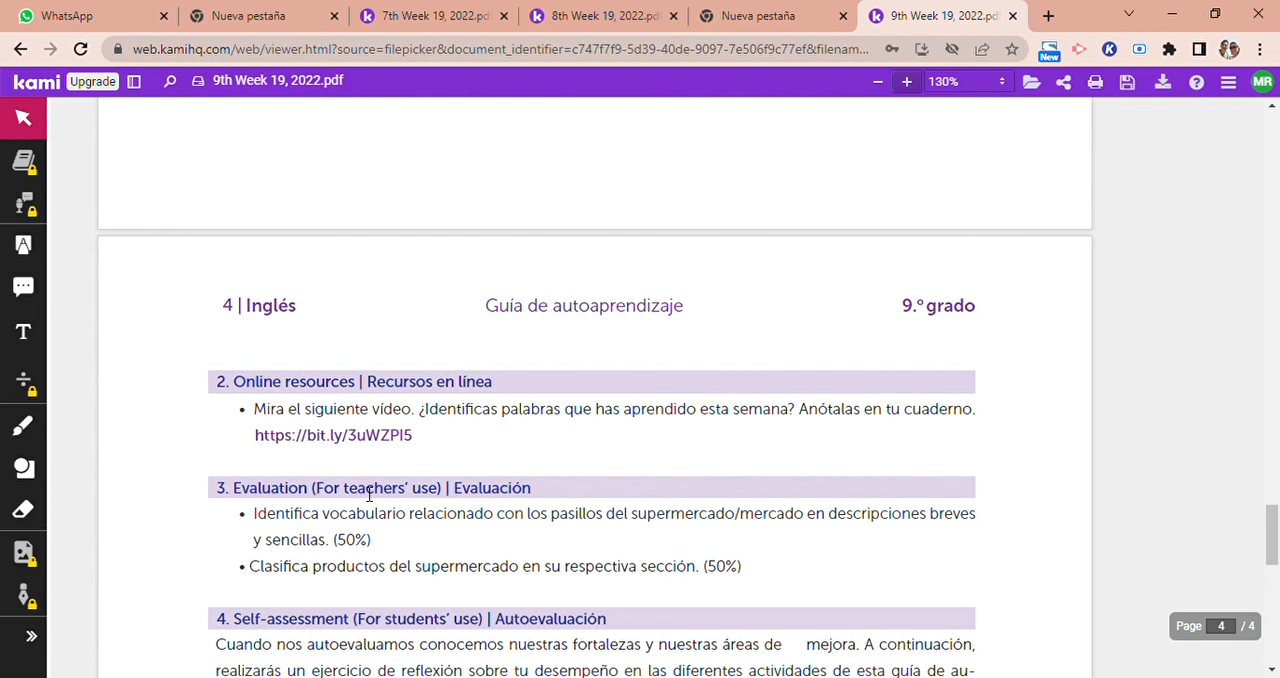 WhatsApp
Nueva pestaña
7th Week 19, 2022.pd
8th Week 19, 2022.pd
Nueva pestaña
9th Week 19, 2022.pd
web.kamihq.com/web/viewer.html?source=filepicker&document_identifier=c747f7f9-5d39-40de-9097-7e506f9c77ef&filenam...
New
kami Upgrade 9th Week 19, 2022.pdf 130% MR
4 | Inglés Guía de autoaprendizaje 9.° grado
2. Online resources | Recursos en línea
• Mira el siguiente vídeo. ¿Identificas palabras que has aprendido esta semana? Anótalas en tu cuaderno.
https://bit.ly/3uWZPI5
3. Evaluation (For teachers' use) | Evaluación
• Identifica vocabulario relacionado con los pasillos del supermercado/mercado en descripciones breves
y sencillas. (50%)
• Clasifica productos del supermercado en su respectiva sección. (50%)
Page 4 / 4
4. Self-assessment (For students' use) | Autoevaluación
Cuando nos autoevaluamos conocemos nuestras fortalezas y nuestras áreas de mejora. A continuación,
realizarás un ejercicio de reflexión sobre tu desempeño en las diferentes actividades de esta guía de au-